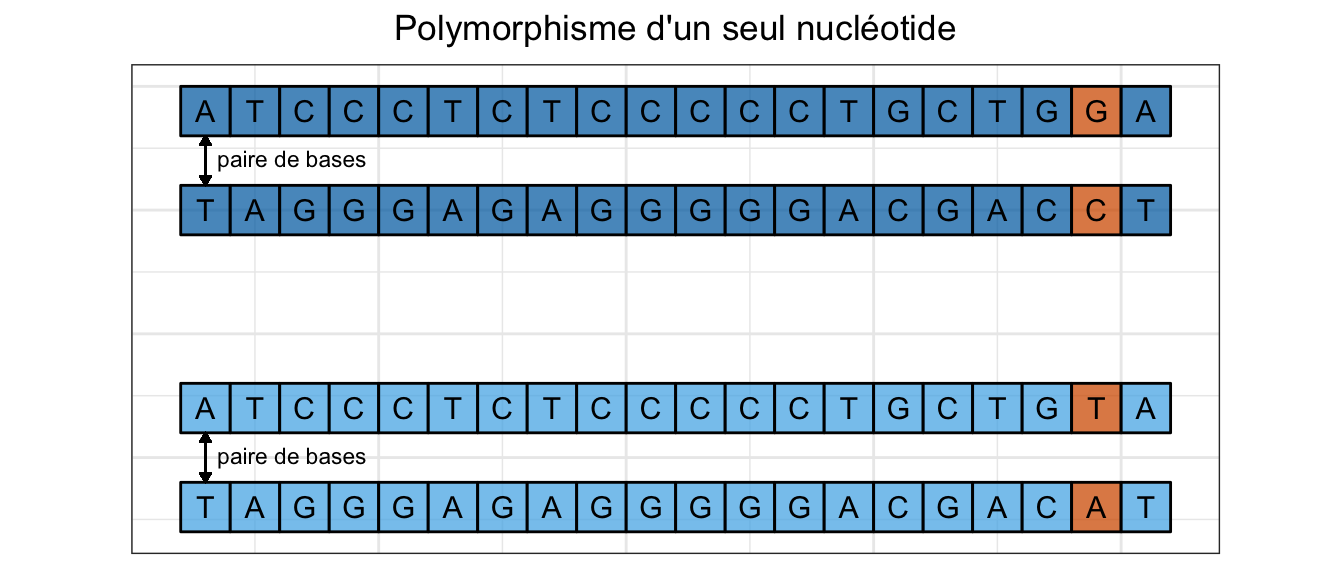 Polymorphisme d'un seul nucléotide
A T C C C T C T C C C C C T G C T G G A
paire de bases
T A G G G A G A G G G G G A C G A C C T
A T C C C T C T C C C C C T G C T G T A
paire de bases
T A G G G A G A G G G G G A C G A C A T